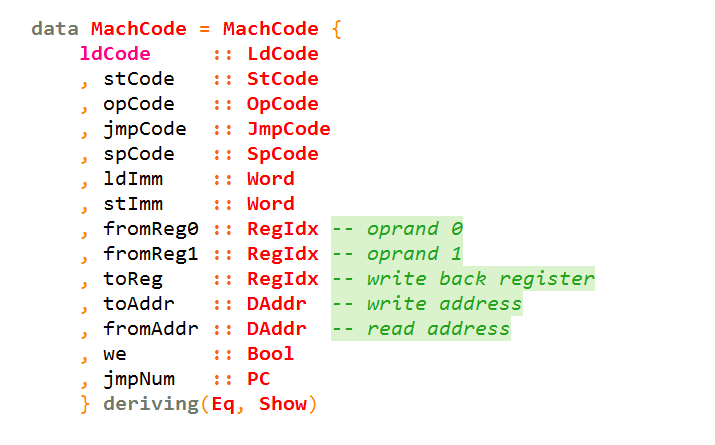 data MachCode = MachCode {
    ldCode     :: LdCode
    , stCode   :: StCode
    , opCode   :: OpCode
    , jmpCode  :: JmpCode
    , spCode   :: SpCode
    , ldImm    :: Word
    , stImm    :: Word
    , fromReg0 :: RegIdx -- oprand 0
    , fromReg1 :: RegIdx -- oprand 1
    , toReg    :: RegIdx -- write back register
    , toAddr   :: DAddr  -- write address
    , fromAddr :: DAddr  -- read address
    , we       :: Bool
    , jmpNum   :: PC
    } deriving(Eq, Show)